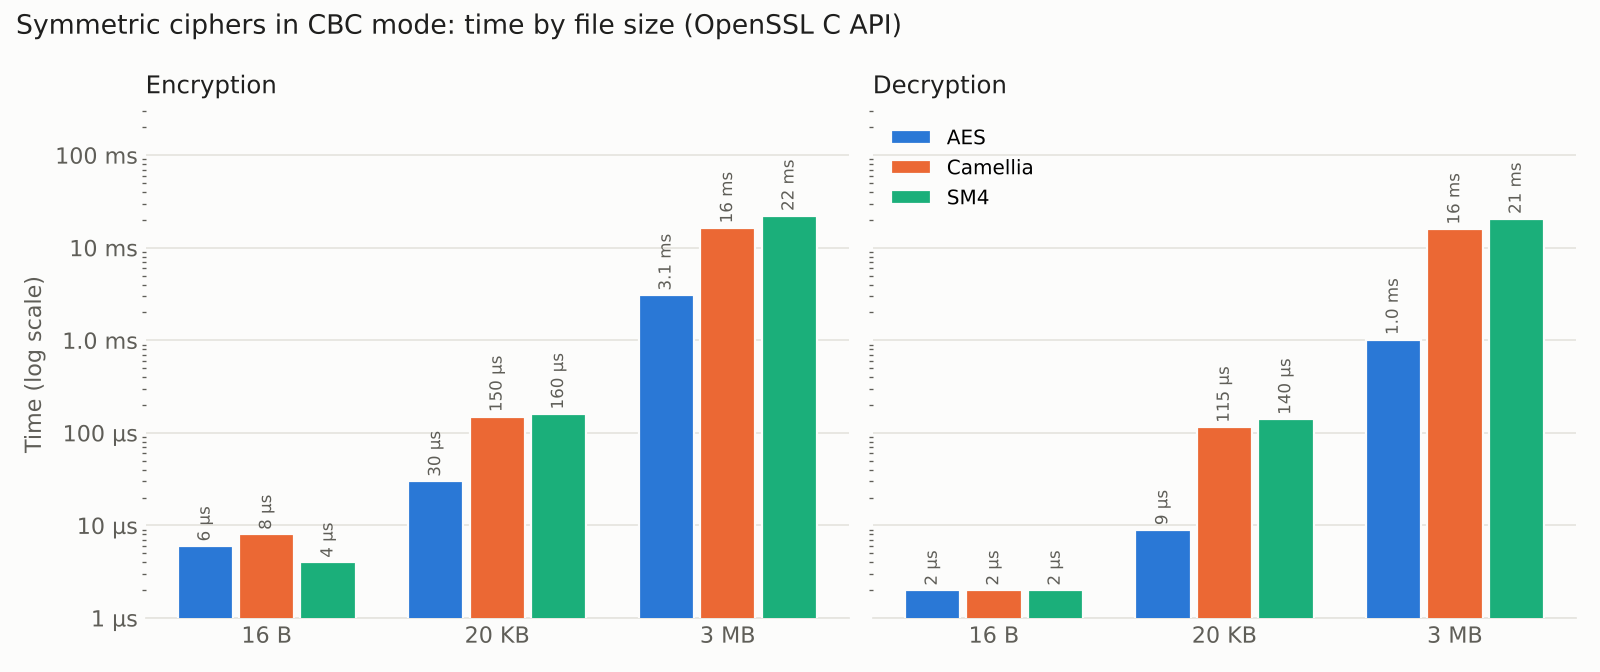 Symmetric ciphers in CBC mode: time by file size (OpenSSL C API)
Encryption
Time (log scale)
100 ms
10 ms
1.0 ms
100 µs
10 µs
1 µs
6 µs
8 µs
4 µs
30 µs
150 µs
160 µs
3.1 ms
16 ms
22 ms
16 B
20 KB
3 MB
Decryption
AES
Camellia
SM4
2 µs
2 µs
2 µs
9 µs
115 µs
140 µs
1.0 ms
16 ms
21 ms
16 B
20 KB
3 MB